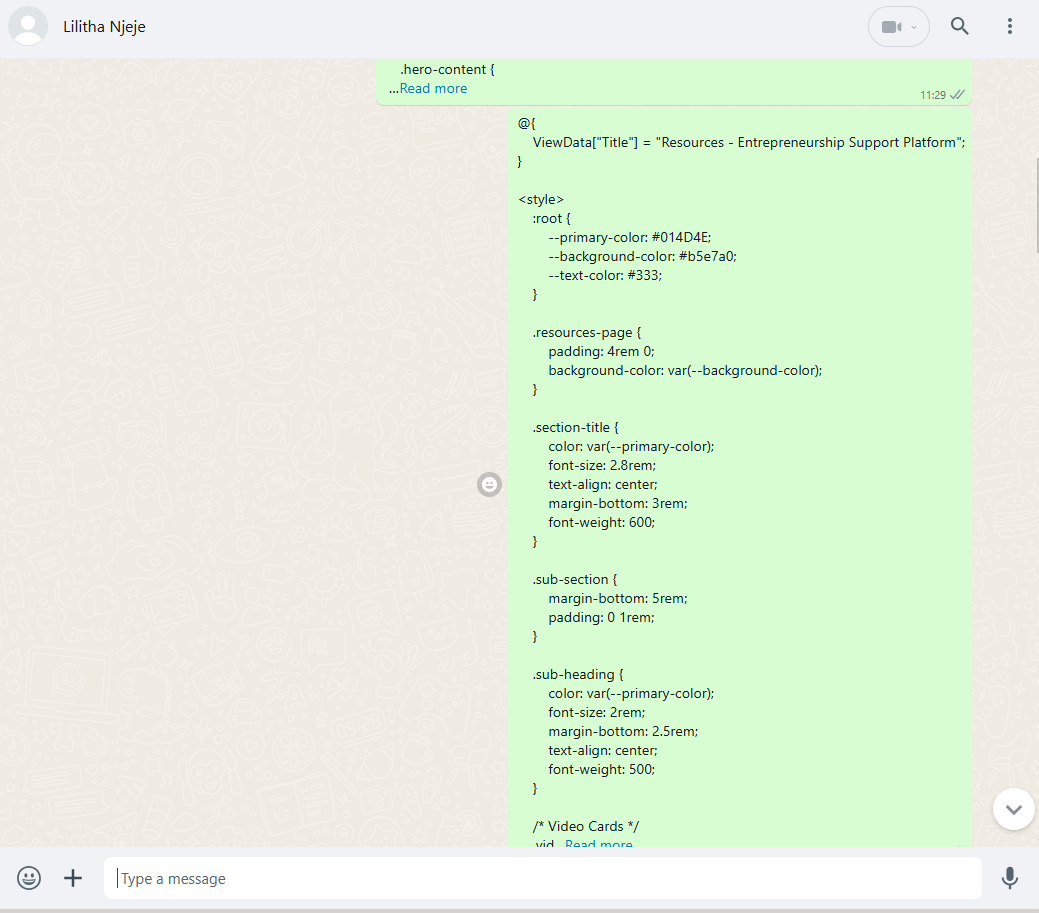 Lilitha Njeje
.hero-content {
...Read more
11:29
@{
ViewData["Title"] = "Resources - Entrepreneurship Support Platform";
}
<style>
:root {
--primary-color: #014D4E;
--background-color: #b5e7a0;
--text-color: #333;
}
.resources-page {
padding: 4rem 0;
background-color: var(--background-color);
}
.section-title {
color: var(--primary-color);
font-size: 2.8rem;
text-align: center;
margin-bottom: 3rem;
font-weight: 600;
}
.sub-section {
margin-bottom: 5rem;
padding: 0 1rem;
}
.sub-heading {
color: var(--primary-color);
font-size: 2rem;
margin-bottom: 2.5rem;
text-align: center;
font-weight: 500;
}
/* Video Cards */
.vid...Read more
Type a message